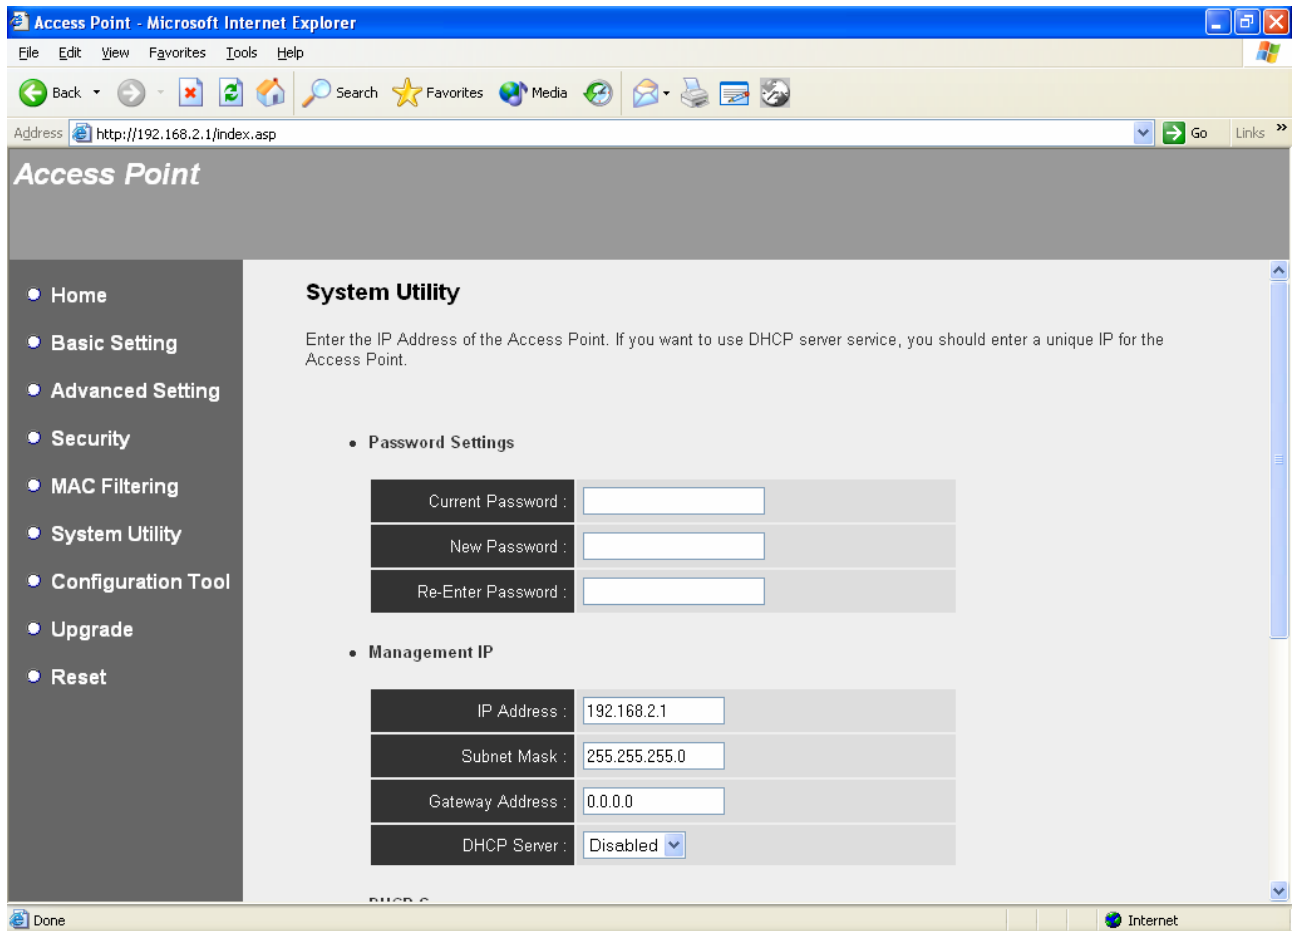 Access Point - Microsoft Internet Explorer
File Edit View Favorites Tools Help
Back Search Favorites Media
Address http://192.168.2.1/index.asp Go Links »
Access Point
Home
Basic Setting
Advanced Setting
Security
MAC Filtering
System Utility
Configuration Tool
Upgrade
Reset
System Utility
Enter the IP Address of the Access Point. If you want to use DHCP server service, you should enter a unique IP for the
Access Point.
• Password Settings
Current Password :
New Password :
Re-Enter Password :
• Management IP
IP Address : 192.168.2.1
Subnet Mask : 255.255.255.0
Gateway Address : 0.0.0.0
DHCP Server : Disabled
Done Internet